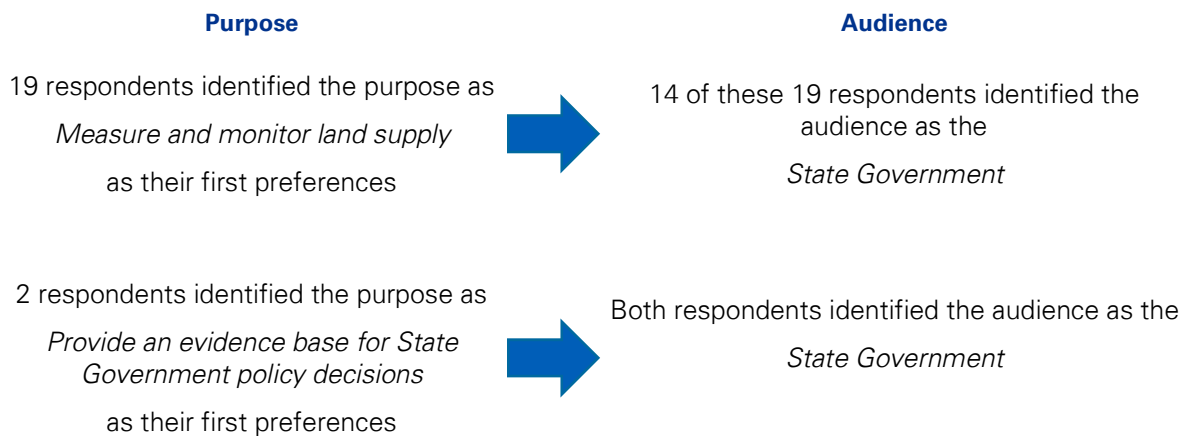 Purpose
Audience
19 respondents identified the purpose as
Measure and monitor land supply
as their first preferences
14 of these 19 respondents identified the
audience as the
State Government
2 respondents identified the purpose as
Provide an evidence base for State
Government policy decisions
as their first preferences
Both respondents identified the audience as the
State Government